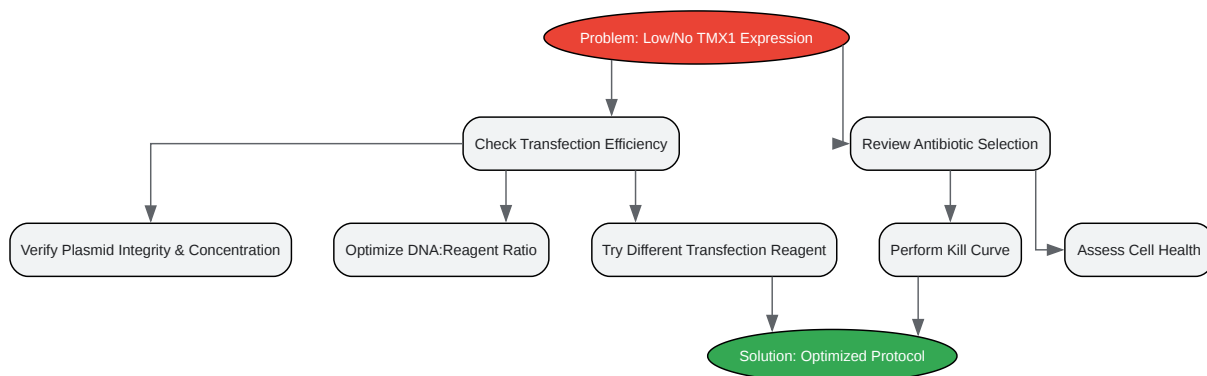 Problem: Low/No TMX1 Expression
Check Transfection Efficiency
Review Antibiotic Selection
Verify Plasmid Integrity & Concentration
Optimize DNA:Reagent Ratio
Try Different Transfection Reagent
Perform Kill Curve
Assess Cell Health
Solution: Optimized Protocol